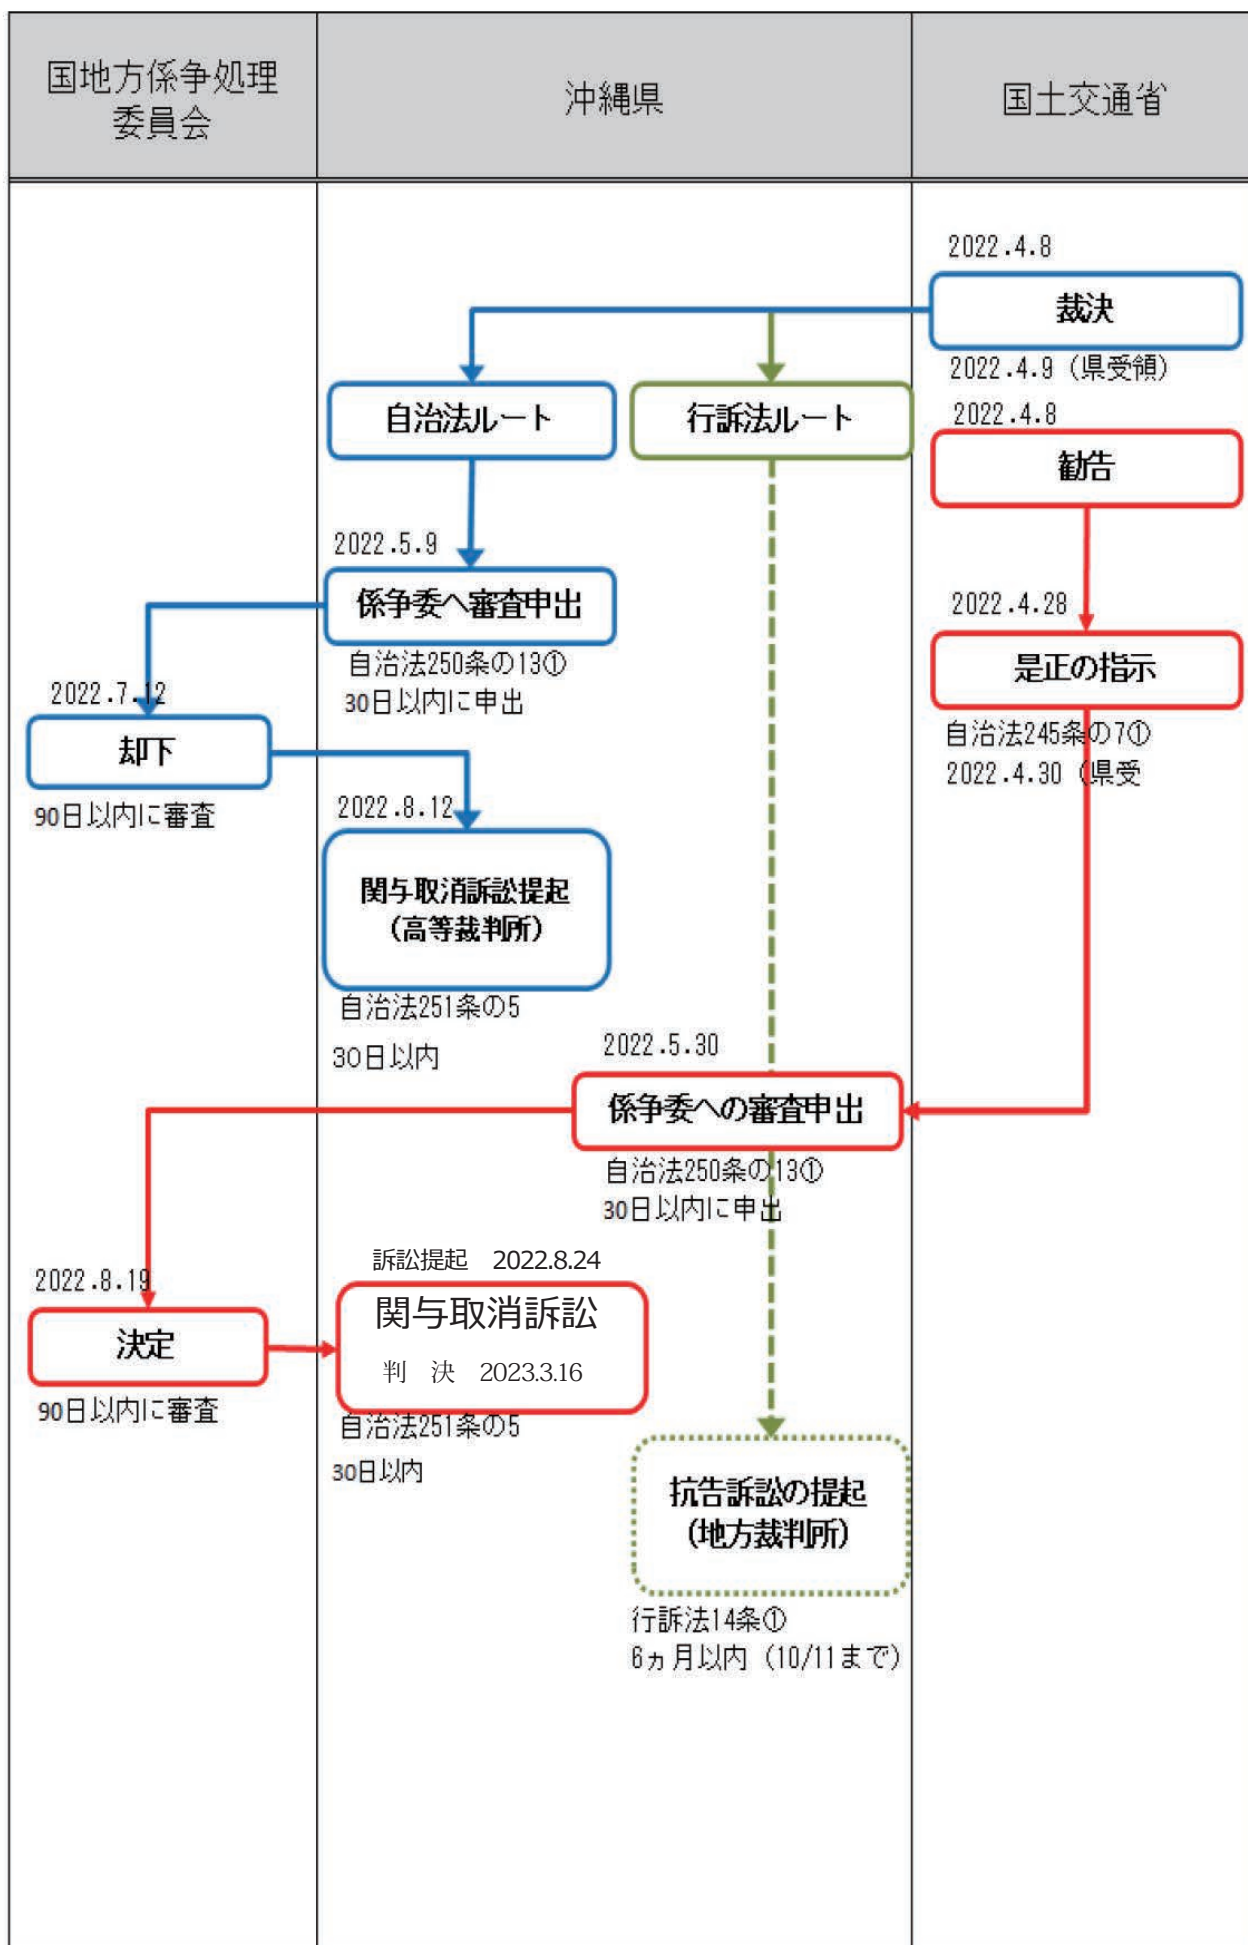 国地方係争処理
委員会
沖縄県
国土交通省
2022.4.8
裁決
2022.4.9（県受領）
自治法ルート
行訴法ルート
2022.4.8
勧告
2022.5.9
係争委へ審査申出
自治法250条の13①
30日以内に申出
2022.4.28
是正の指示
自治法245条の7①
2022.4.30（県受
2022.7.12
却下
90日以内に審査
2022.8.12
関与取消訴訟提起
（高等裁判所）
自治法251条の5
30日以内
2022.5.30
係争委への審査申出
自治法250条の13①
30日以内に申出
2022.8.19
決定
90日以内に審査
訴訟提起　2022.8.24
関与取消訴訟
判　決　2023.3.16
自治法251条の5
30日以内
抗告訴訟の提起
（地方裁判所）
行訴法14条①
6ヵ月以内（10/11まで）